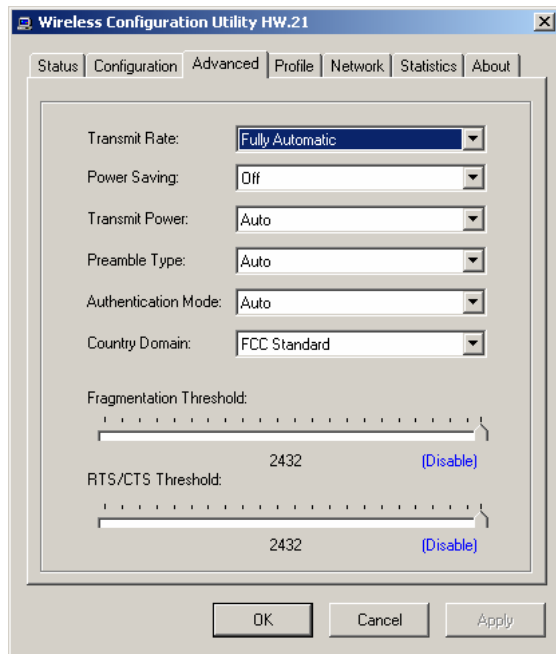 Wireless Configuration Utility HW.21
Status Configuration Advanced Profile Network Statistics About
Transmit Rate: Fully Automatic
Power Saving: Off
Transmit Power: Auto
Preamble Type: Auto
Authentication Mode: Auto
Country Domain: FCC Standard
Fragmentation Threshold:
2432 (Disable)
RTS/CTS Threshold:
2432 (Disable)
OK Cancel Apply